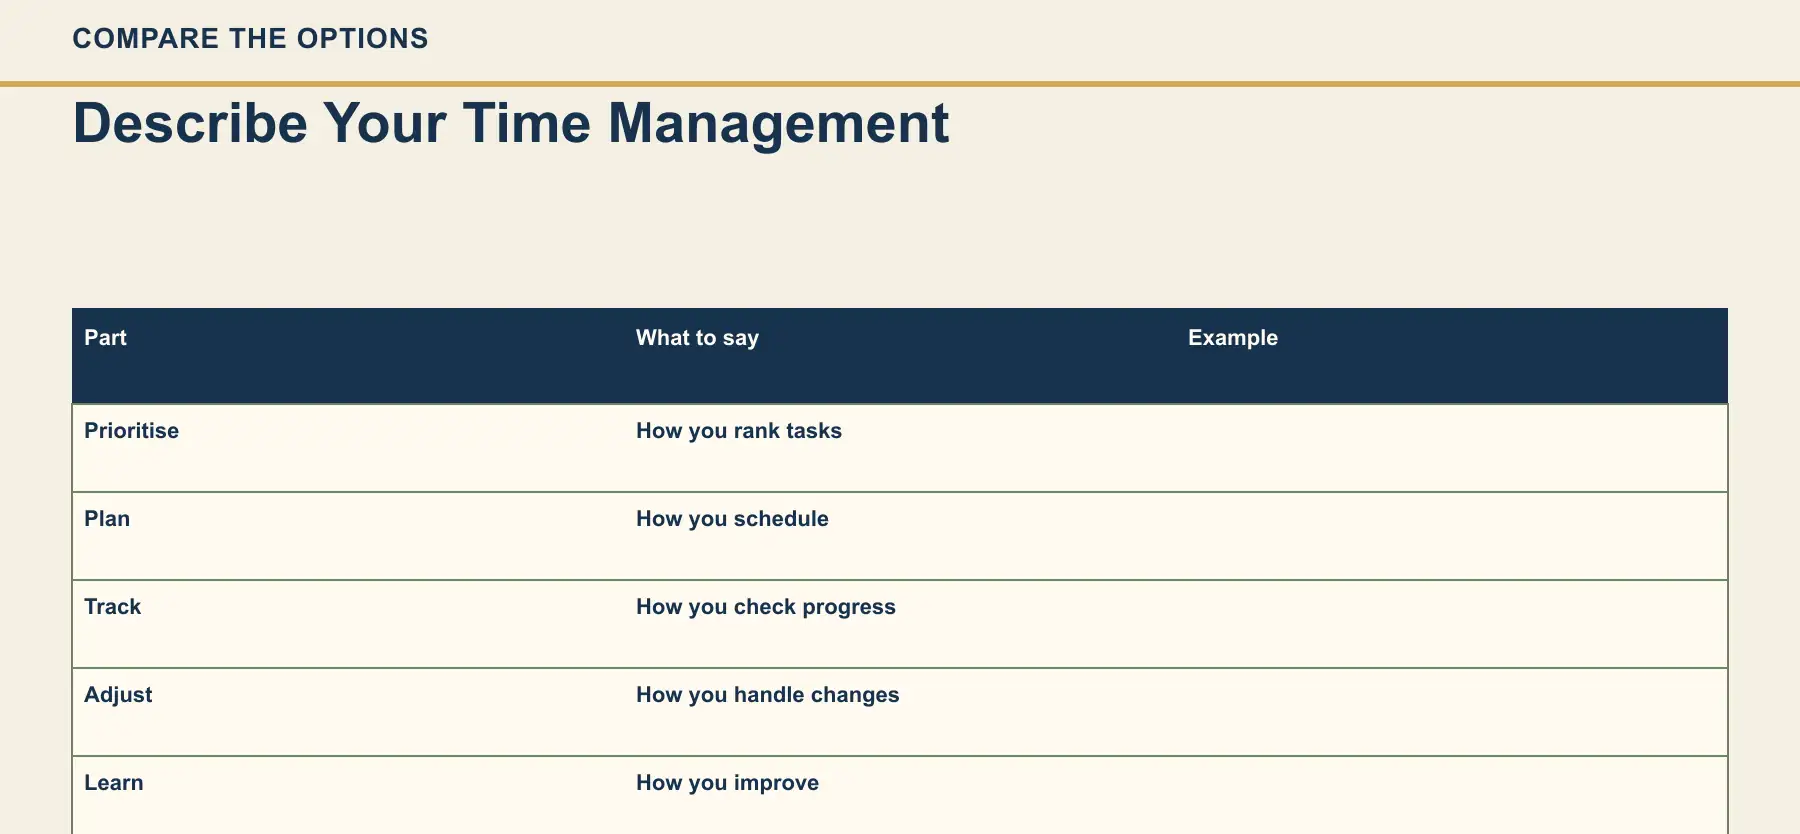 COMPARE THE OPTIONS
Describe Your Time Management
Part What to say Example
Prioritise How you rank tasks
Plan How you schedule
Track How you check progress
Adjust How you handle changes
Learn How you improve